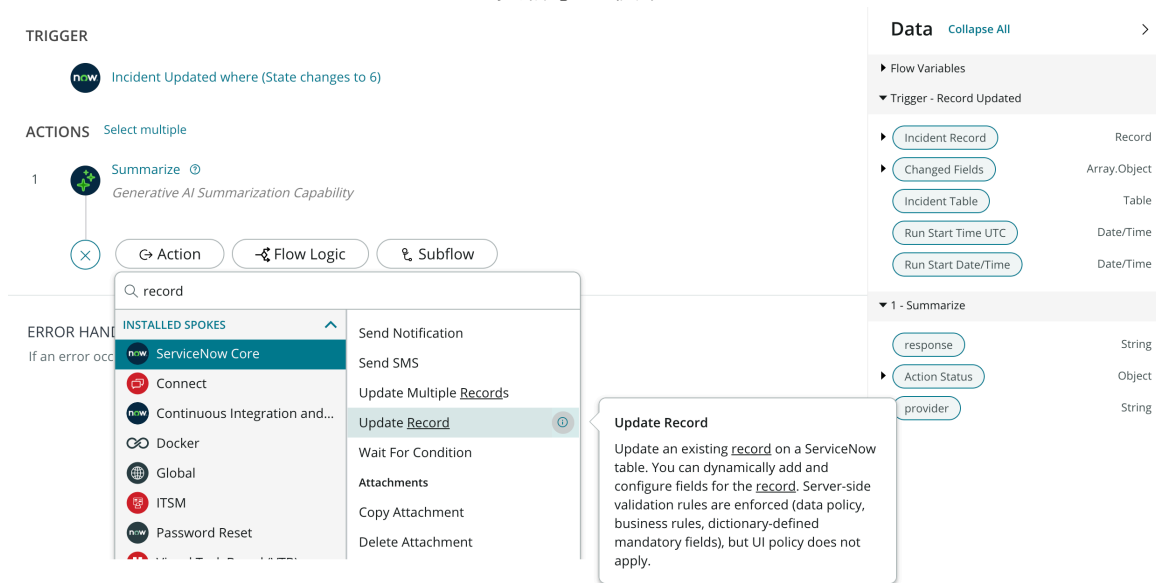 TRIGGER
now
Incident Updated where (State changes to 6)
ACTIONS Select multiple
1
Summarize
Generative AI Summarization Capability
Action
Flow Logic
Subflow
record
INSTALLED SPOKES
now ServiceNow Core
Connect
now Continuous Integration and...
Docker
Global
ITSM
now Password Reset
Send Notification
Send SMS
Update Multiple Records
Update Record
Wait For Condition
Attachments
Copy Attachment
Delete Attachment
ERROR HAN
If an error occ
Update Record
Update an existing record on a ServiceNow
table. You can dynamically add and
configure fields for the record. Server-side
validation rules are enforced (data policy,
business rules, dictionary-defined
mandatory fields), but UI policy does not
apply.
Data Collapse All
Flow Variables
Trigger - Record Updated
Incident Record Record
Changed Fields Array.Object
Incident Table Table
Run Start Time UTC Date/Time
Run Start Date/Time Date/Time
1 - Summarize
response String
Action Status Object
provider String